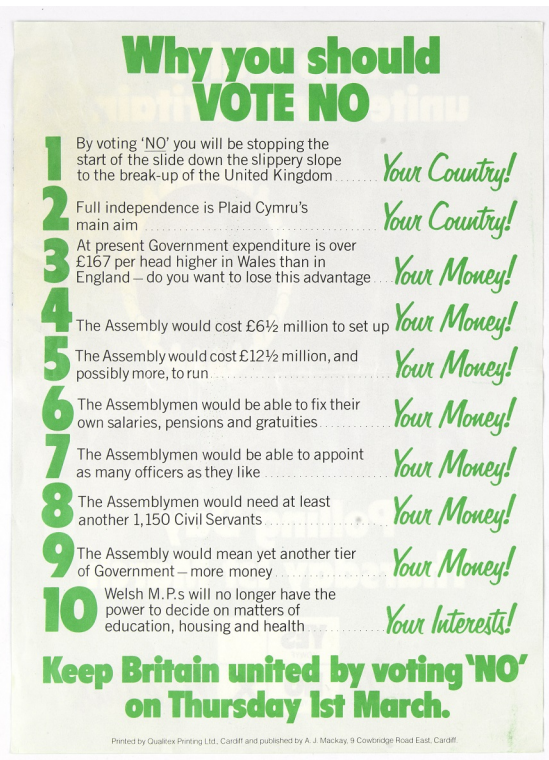 Why you should
VOTE NO
1 By voting ‘NO’ you will be stopping the
start of the slide down the slippery slope
to the break-up of the United Kingdom........ Your Country!
2 Full independence is Plaid Cymru's
main aim ........ Your Country!
3 At present Government expenditure is over
£167 per head higher in Wales than in
England – do you want to lose this advantage .... Your Money!
4 The Assembly would cost £6½ million to set up Your Money!
5 The Assembly would cost £12½ million, and
possibly more, to run........ Your Money!
6 The Assemblymen would be able to fix their
own salaries, pensions and gratuities........ Your Money!
7 The Assemblymen would be able to appoint
as many officers as they like ........ Your Money!
8 The Assemblymen would need at least
another 1,150 Civil Servants ........ Your Money!
9 The Assembly would mean yet another tier
of Government – more money ........ Your Money!
10 Welsh M.P.s will no longer have the
power to decide on matters of
education, housing and health ........ Your Interests!
Keep Britain united by voting ‘NO’
on Thursday 1st March.
Printed by Qualitex Printing Ltd., Cardiff and published by A. J. Mackay, 9 Cowbridge Road East, Cardiff.